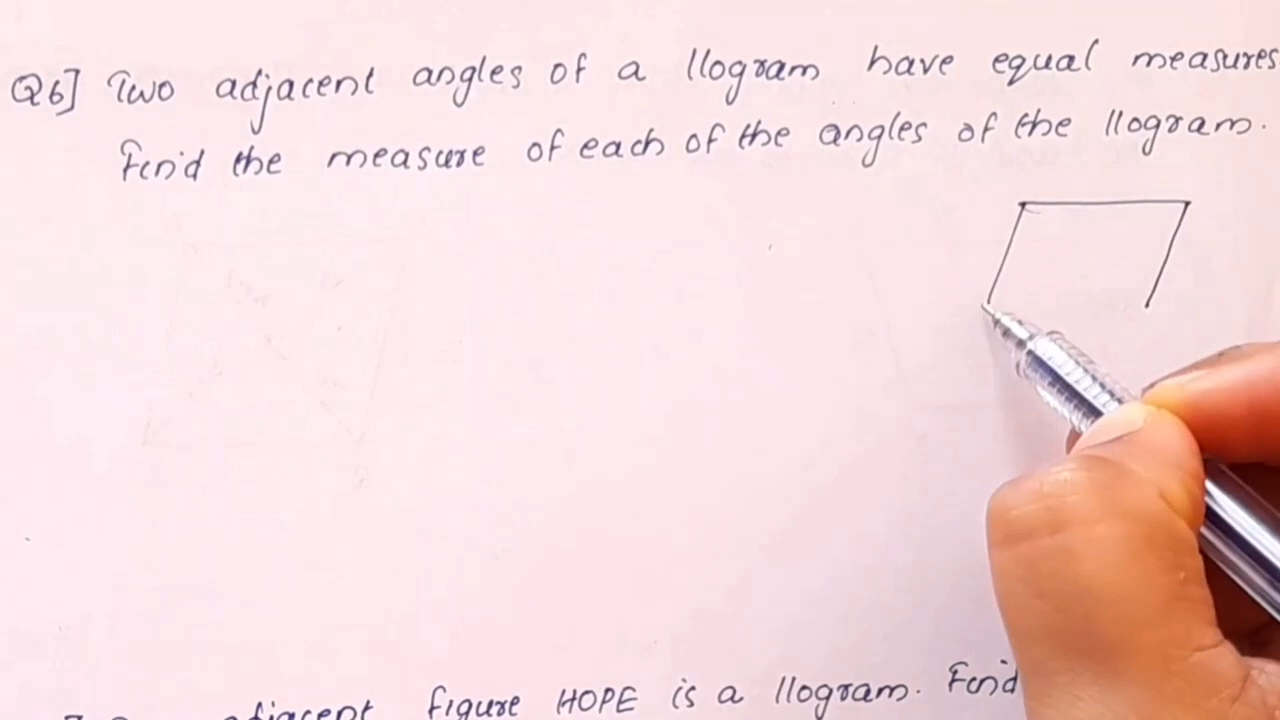 Q6] Two adjacent angles of a llogram have equal measures
Find the measure of each of the angles of the llogram.
adjacent figure HOPE is a llogram. Find